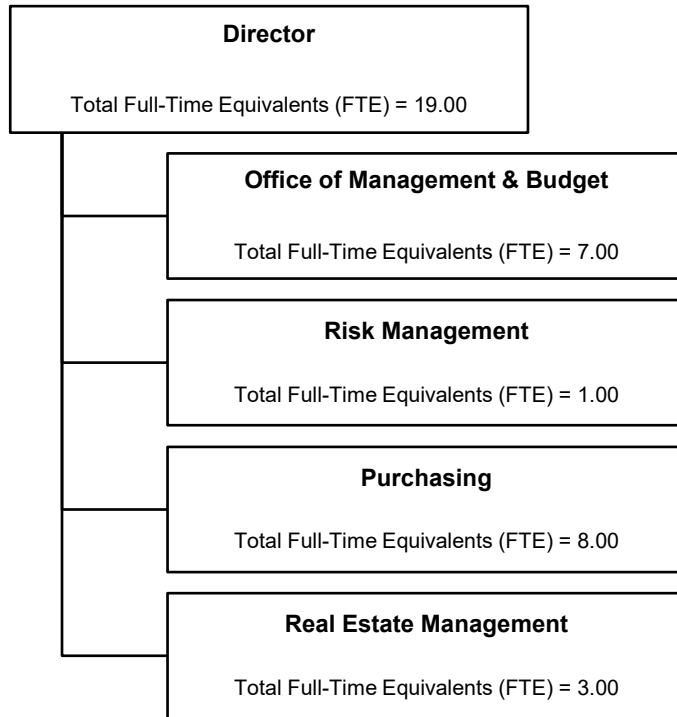 Director
Total Full-Time Equivalents (FTE) = 19.00
Office of Management & Budget
Total Full-Time Equivalents (FTE) = 7.00
Risk Management
Total Full-Time Equivalents (FTE) = 1.00
Purchasing
Total Full-Time Equivalents (FTE) = 8.00
Real Estate Management
Total Full-Time Equivalents (FTE) = 3.00